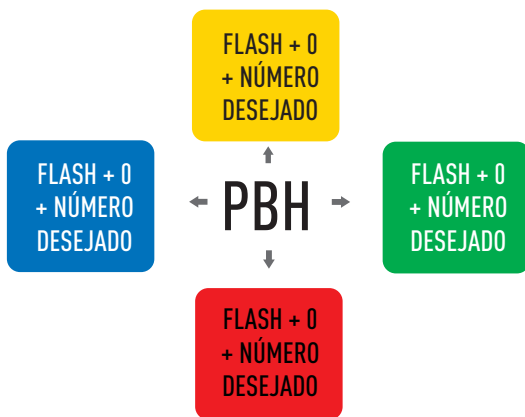 FLASH + 0
+ NÚMERO
DESEJADO
FLASH + 0
+ NÚMERO
DESEJADO
PBH
FLASH + 0
+ NÚMERO
DESEJADO
FLASH + 0
+ NÚMERO
DESEJADO